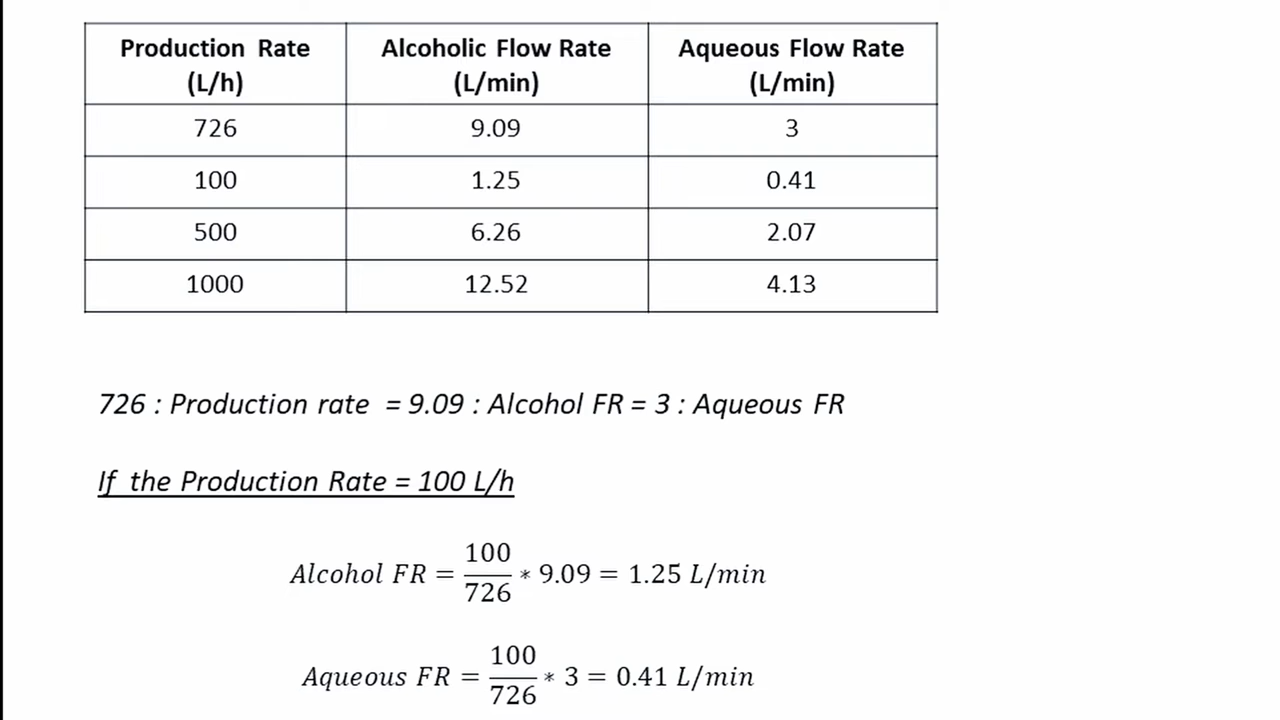 Production Rate (L/h) Alcoholic Flow Rate (L/min) Aqueous Flow Rate (L/min)
726 9.09 3
100 1.25 0.41
500 6.26 2.07
1000 12.52 4.13
726 : Production rate = 9.09 : Alcohol FR = 3 : Aqueous FR
If the Production Rate = 100 L/h
Alcohol FR = 100/726 * 9.09 = 1.25 L/min
Aqueous FR = 100/726 * 3 = 0.41 L/min